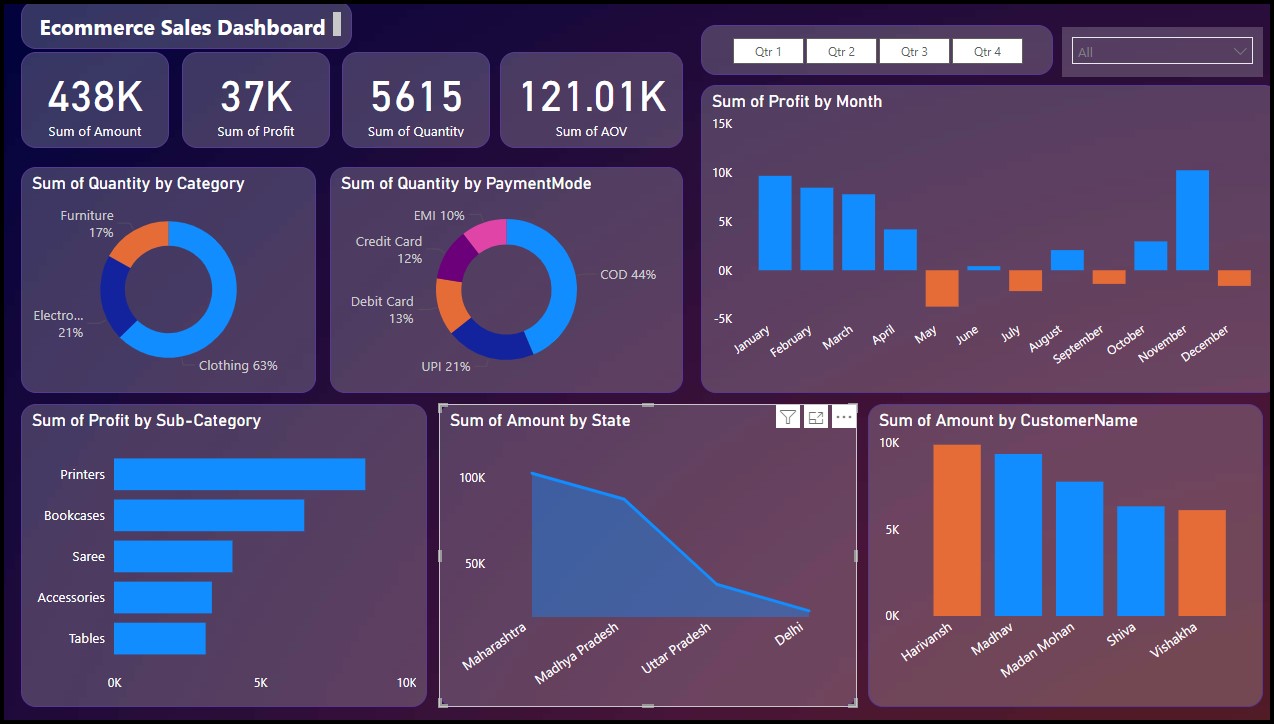 Ecommerce Sales Dashboard
Qtr 1
Qtr 2
Qtr 3
Qtr 4
All
438K
Sum of Amount
37K
Sum of Profit
5615
Sum of Quantity
121.01K
Sum of AOV
Sum of Profit by Month
15K
10K
5K
0K
-5K
January
February
March
April
May
June
July
August
September
October
November
December
Sum of Quantity by Category
Furniture
17%
Electro...
21%
Clothing 63%
Sum of Quantity by PaymentMode
EMI 10%
Credit Card
12%
Debit Card
13%
UPI 21%
COD 44%
Sum of Profit by Sub-Category
Printers
Bookcases
Saree
Accessories
Tables
0K
5K
10K
Sum of Amount by State
100K
50K
Maharashtra
Madhya Pradesh
Uttar Pradesh
Delhi
Sum of Amount by CustomerName
10K
5K
0K
Harivansh
Madhav
Madan Mohan
Shiva
Vishakha